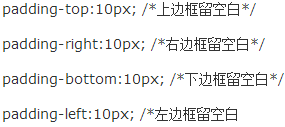 padding-top:10px; /*上边框留空白*/
padding-right:10px; /*右边框留空白*/
padding-bottom:10px; /*下边框留空白*/
padding-left:10px; /*左边框留空白